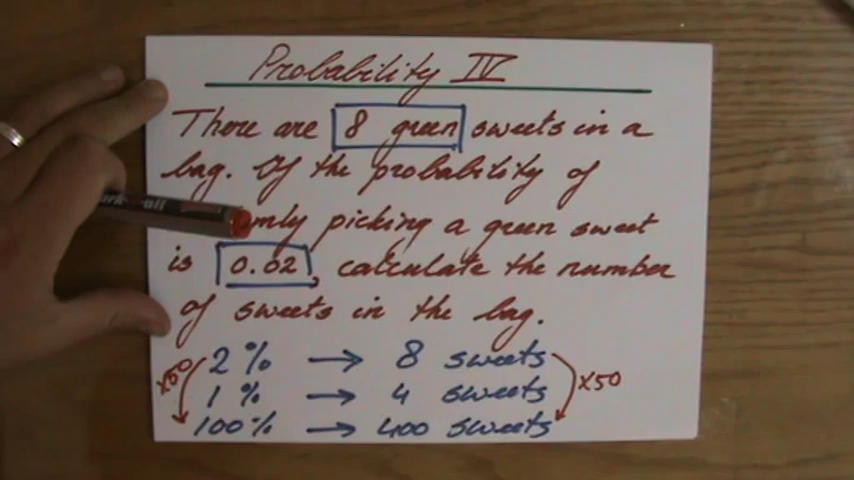 Probability IV
There are 8 green sweets in a
bag. If the probability of
mly picking a green sweet
is 0.02, calculate the number
of sweets in the bag.
2% → 8 sweets
x50 1% → 4 sweets x50
100% → 400 sweets